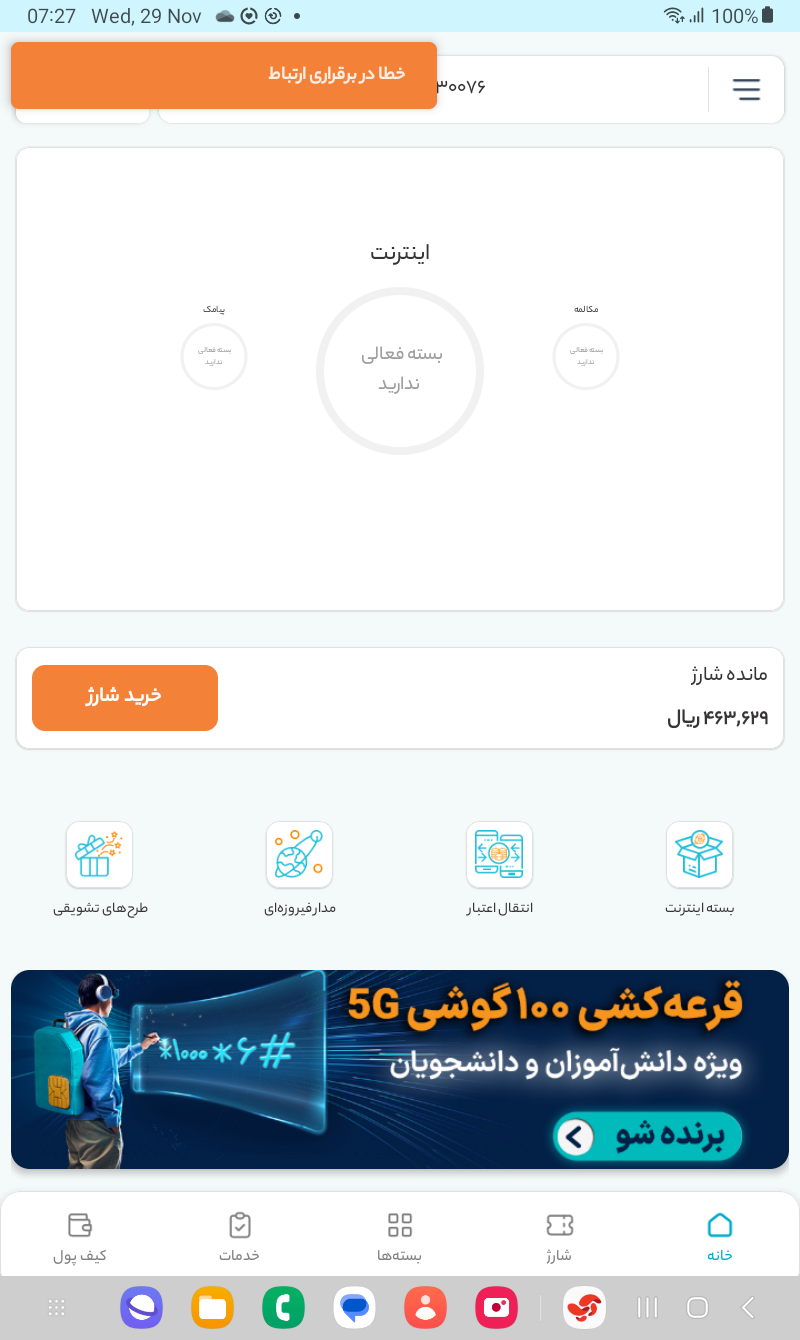 07:27 Wed, 29 Nov
100%
خطا در برقراری ارتباط
۳۰۰۷۶
اینترنت
مکالمه
پیامک
بسته فعالی
ندارید
بسته فعالی
ندارید
بسته فعالی
ندارید
مانده شارژ
۴۶۳,۶۲۹ ریال
خرید شارژ
بسته اینترنت
انتقال اعتبار
مدار فیروزه‌ای
طرح‌های تشویقی
قرعه‌کشی ۱۰۰ گوشی 5G
ویژه دانش‌آموزان و دانشجویان
*۱۰۰۰*۶#
برنده شو
خانه
شارژ
بسته‌ها
خدمات
کیف پول